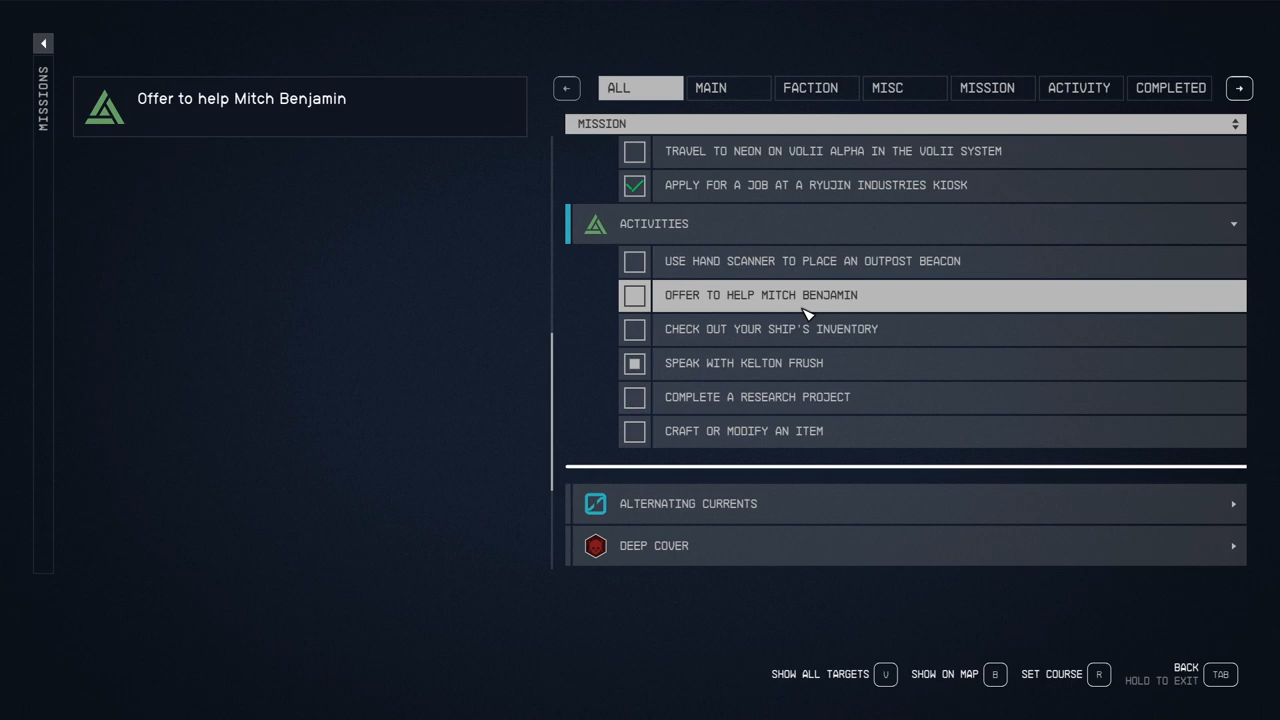 MISSIONS
Offer to help Mitch Benjamin
ALL MAIN FACTION MISC MISSION ACTIVITY COMPLETED
MISSION
TRAVEL TO NEON ON VOLII ALPHA IN THE VOLII SYSTEM
APPLY FOR A JOB AT A RYUJIN INDUSTRIES KIOSK
ACTIVITIES
USE HAND SCANNER TO PLACE AN OUTPOST BEACON
OFFER TO HELP MITCH BENJAMIN
CHECK OUT YOUR SHIP'S INVENTORY
SPEAK WITH KELTON FRUSH
COMPLETE A RESEARCH PROJECT
CRAFT OR MODIFY AN ITEM
ALTERNATING CURRENTS
DEEP COVER
SHOW ALL TARGETS V SHOW ON MAP B SET COURSE R BACK TAB
HOLD TO EXIT